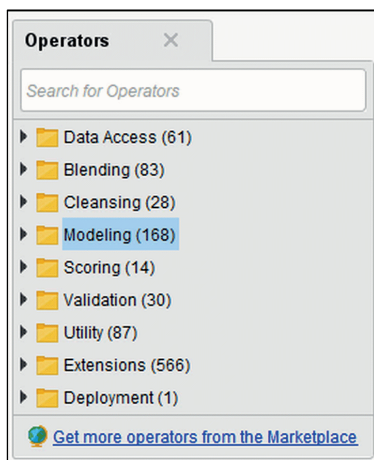 Operators
Search for Operators
Data Access (61)
Blending (83)
Cleansing (28)
Modeling (168)
Scoring (14)
Validation (30)
Utility (87)
Extensions (566)
Deployment (1)
Get more operators from the Marketplace